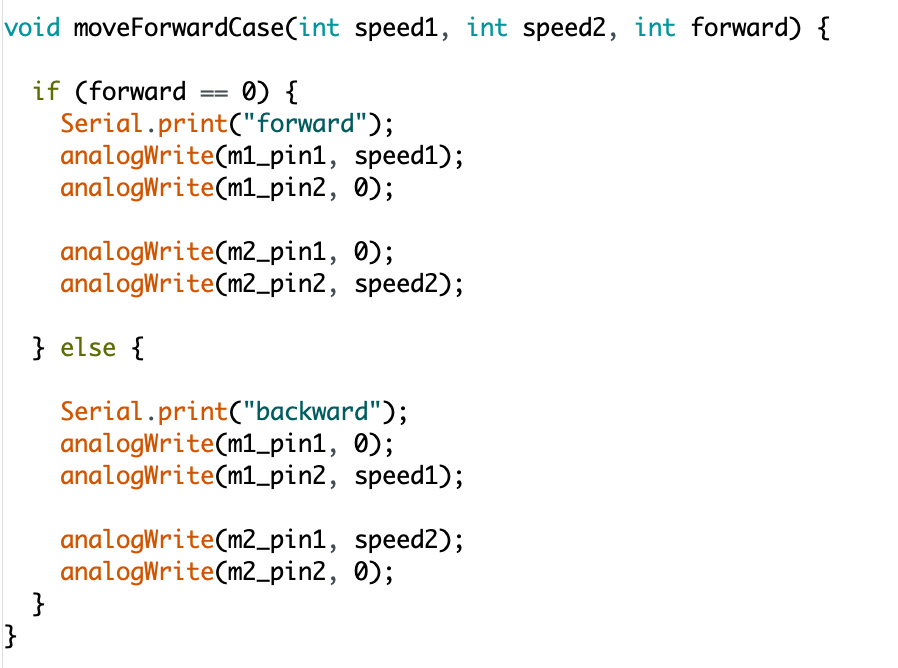 void moveForwardCase(int speed1, int speed2, int forward) {
if (forward == 0) {
Serial.print("forward");
analogWrite(m1_pin1, speed1);
analogWrite(m1_pin2, 0);
analogWrite(m2_pin1, 0);
analogWrite(m2_pin2, speed2);
} else {
Serial.print("backward");
analogWrite(m1_pin1, 0);
analogWrite(m1_pin2, speed1);
analogWrite(m2_pin1, speed2);
analogWrite(m2_pin2, 0);
}
}